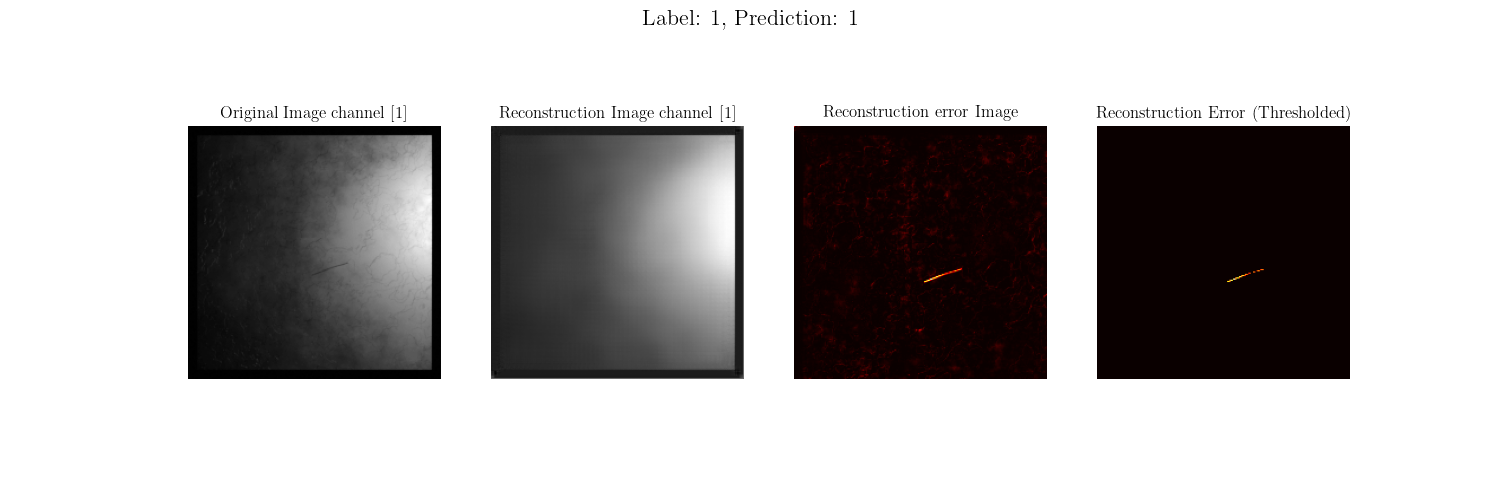 Label: 1, Prediction: 1
Original Image channel [1]
Reconstruction Image channel [1]
Reconstruction error Image
Reconstruction Error (Thresholded)